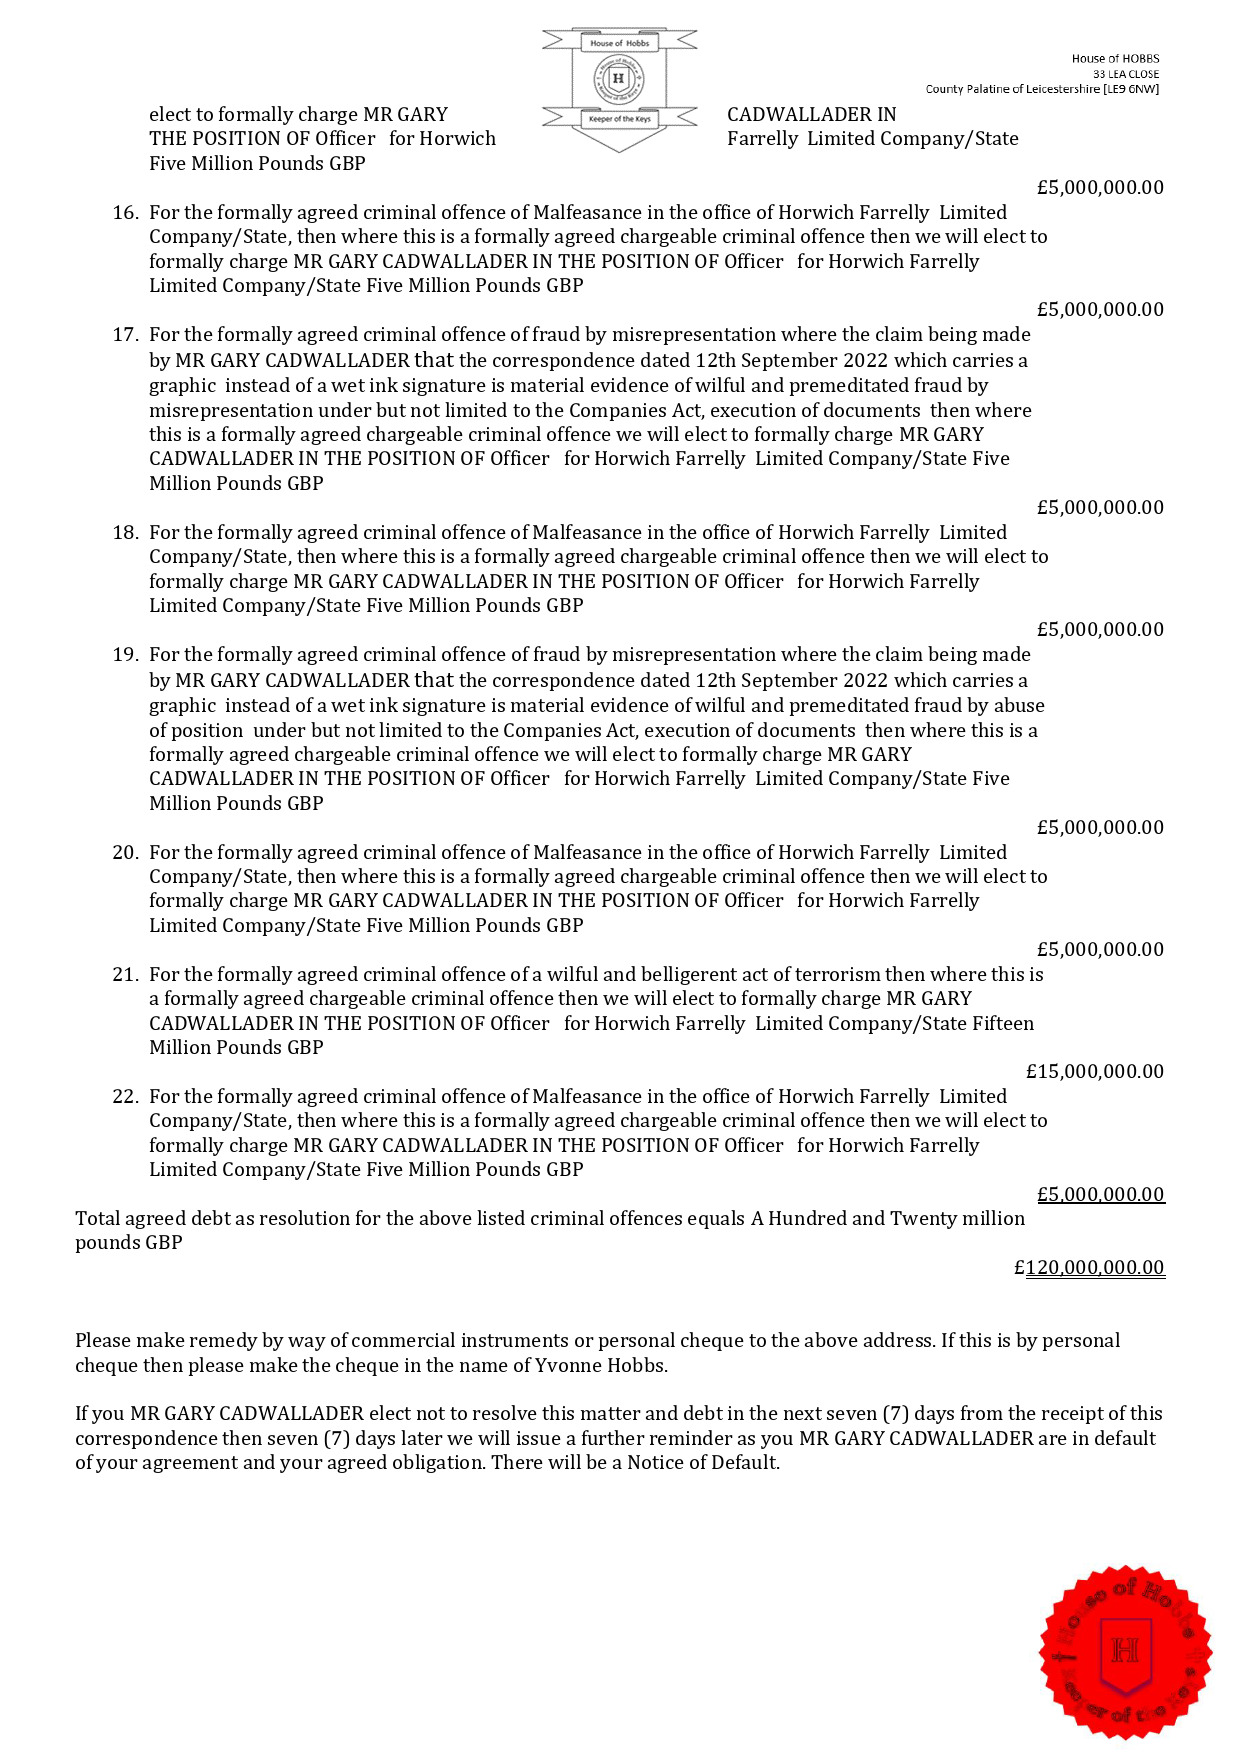 House of Hobbs
House of Hobbs
H
Keeper of the Keys
House of HOBBS
33 LEA CLOSE
County Palatine of Leicestershire [LE9 6NW]
elect to formally charge MR GARY CADWALLADER IN
THE POSITION OF Officer for Horwich Farrelly Limited Company/State
Five Million Pounds GBP
£5,000,000.00
16. For the formally agreed criminal offence of Malfeasance in the office of Horwich Farrelly Limited
Company/State, then where this is a formally agreed chargeable criminal offence then we will elect to
formally charge MR GARY CADWALLADER IN THE POSITION OF Officer for Horwich Farrelly
Limited Company/State Five Million Pounds GBP
£5,000,000.00
17. For the formally agreed criminal offence of fraud by misrepresentation where the claim being made
by MR GARY CADWALLADER that the correspondence dated 12th September 2022 which carries a
graphic instead of a wet ink signature is material evidence of wilful and premeditated fraud by
misrepresentation under but not limited to the Companies Act, execution of documents then where
this is a formally agreed chargeable criminal offence we will elect to formally charge MR GARY
CADWALLADER IN THE POSITION OF Officer for Horwich Farrelly Limited Company/State Five
Million Pounds GBP
£5,000,000.00
18. For the formally agreed criminal offence of Malfeasance in the office of Horwich Farrelly Limited
Company/State, then where this is a formally agreed chargeable criminal offence then we will elect to
formally charge MR GARY CADWALLADER IN THE POSITION OF Officer for Horwich Farrelly
Limited Company/State Five Million Pounds GBP
£5,000,000.00
19. For the formally agreed criminal offence of fraud by misrepresentation where the claim being made
by MR GARY CADWALLADER that the correspondence dated 12th September 2022 which carries a
graphic instead of a wet ink signature is material evidence of wilful and premeditated fraud by abuse
of position under but not limited to the Companies Act, execution of documents then where this is a
formally agreed chargeable criminal offence we will elect to formally charge MR GARY
CADWALLADER IN THE POSITION OF Officer for Horwich Farrelly Limited Company/State Five
Million Pounds GBP
£5,000,000.00
20. For the formally agreed criminal offence of Malfeasance in the office of Horwich Farrelly Limited
Company/State, then where this is a formally agreed chargeable criminal offence then we will elect to
formally charge MR GARY CADWALLADER IN THE POSITION OF Officer for Horwich Farrelly
Limited Company/State Five Million Pounds GBP
£5,000,000.00
21. For the formally agreed criminal offence of a wilful and belligerent act of terrorism then where this is
a formally agreed chargeable criminal offence then we will elect to formally charge MR GARY
CADWALLADER IN THE POSITION OF Officer for Horwich Farrelly Limited Company/State Fifteen
Million Pounds GBP
£15,000,000.00
22. For the formally agreed criminal offence of Malfeasance in the office of Horwich Farrelly Limited
Company/State, then where this is a formally agreed chargeable criminal offence then we will elect to
formally charge MR GARY CADWALLADER IN THE POSITION OF Officer for Horwich Farrelly
Limited Company/State Five Million Pounds GBP
£5,000,000.00
Total agreed debt as resolution for the above listed criminal offences equals A Hundred and Twenty million
pounds GBP
£120,000,000.00
Please make remedy by way of commercial instruments or personal cheque to the above address. If this is by personal
cheque then please make the cheque in the name of Yvonne Hobbs.
If you MR GARY CADWALLADER elect not to resolve this matter and debt in the next seven (7) days from the receipt of this
correspondence then seven (7) days later we will issue a further reminder as you MR GARY CADWALLADER are in default
of your agreement and your agreed obligation. There will be a Notice of Default.
House of Hobbs
H
Keeper of the Keys